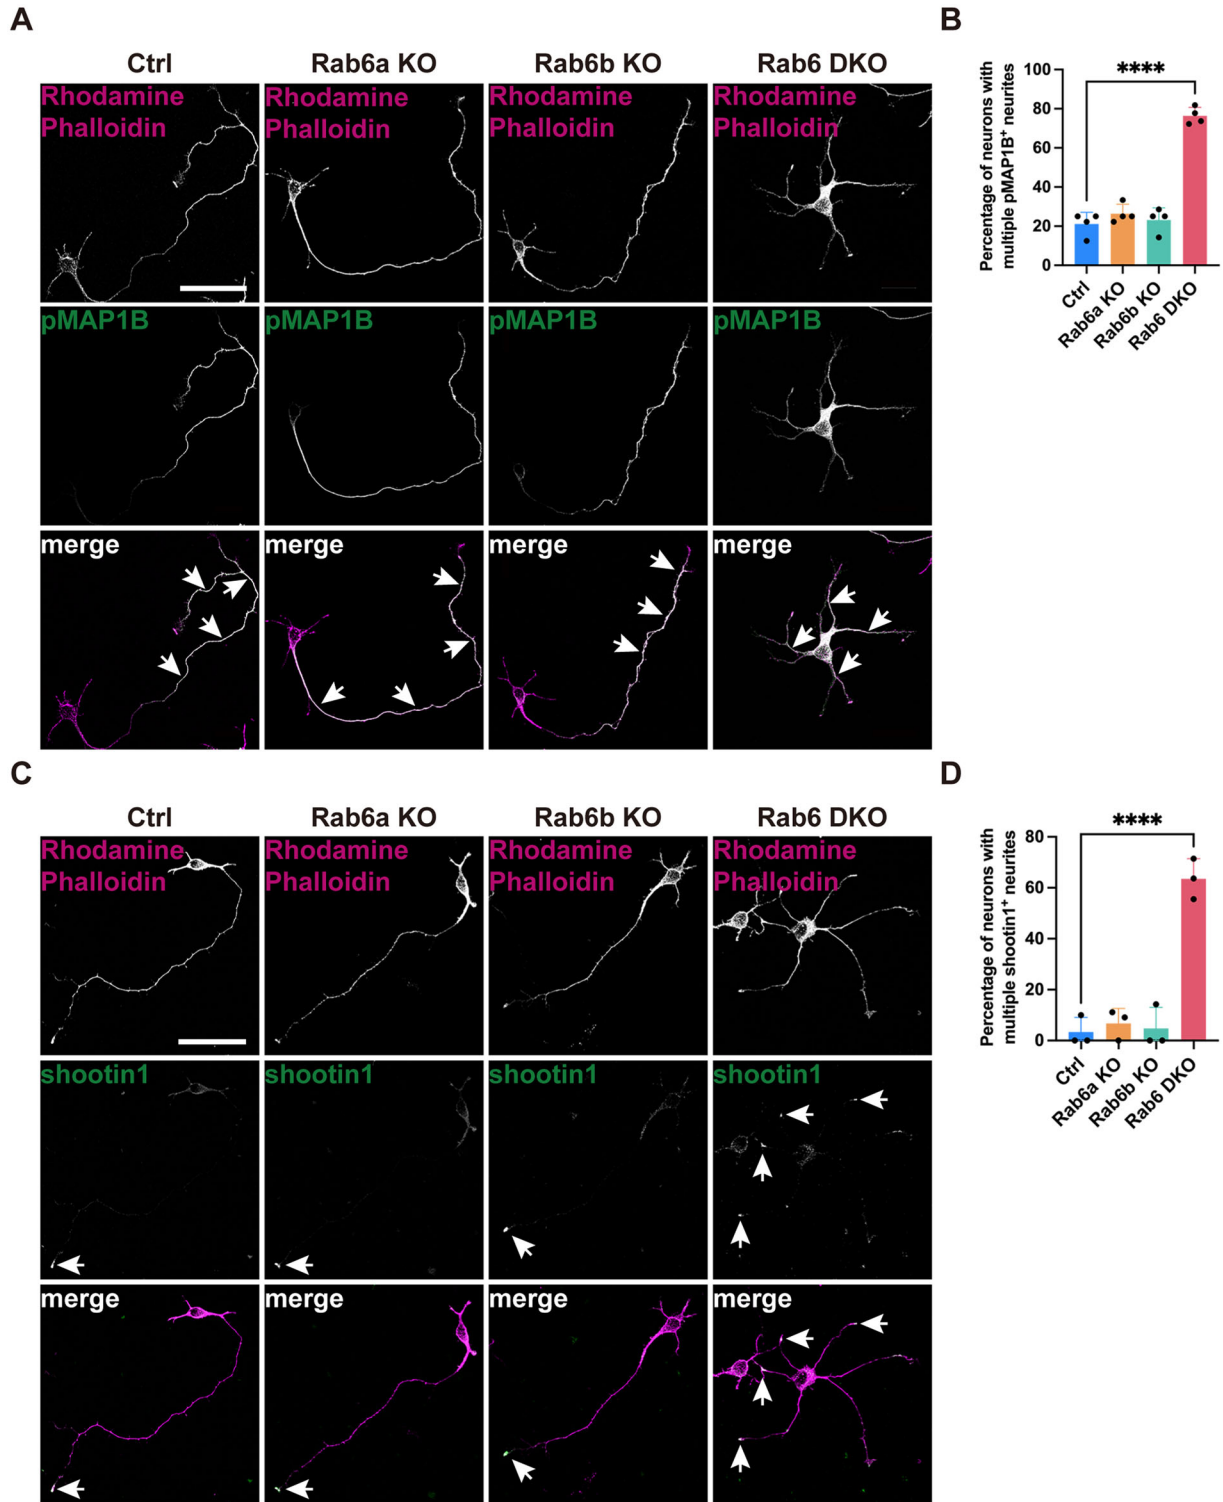 A
Ctrl
Rab6a KO
Rab6b KO
Rab6 DKO
Rhodamine
Phalloidin
Rhodamine
Phalloidin
Rhodamine
Phalloidin
Rhodamine
Phalloidin
pMAP1B
pMAP1B
pMAP1B
pMAP1B
merge
merge
merge
merge
B
Percentage of neurons with
multiple pMAP1B⁺ neurites
100
80
60
40
20
0
****
Ctrl
Rab6a KO
Rab6b KO
Rab6 DKO
C
Ctrl
Rab6a KO
Rab6b KO
Rab6 DKO
Rhodamine
Phalloidin
Rhodamine
Phalloidin
Rhodamine
Phalloidin
Rhodamine
Phalloidin
shootin1
shootin1
shootin1
shootin1
merge
merge
merge
merge
D
Percentage of neurons with
multiple shootin1⁺ neurites
80
60
40
20
0
****
Ctrl
Rab6a KO
Rab6b KO
Rab6 DKO